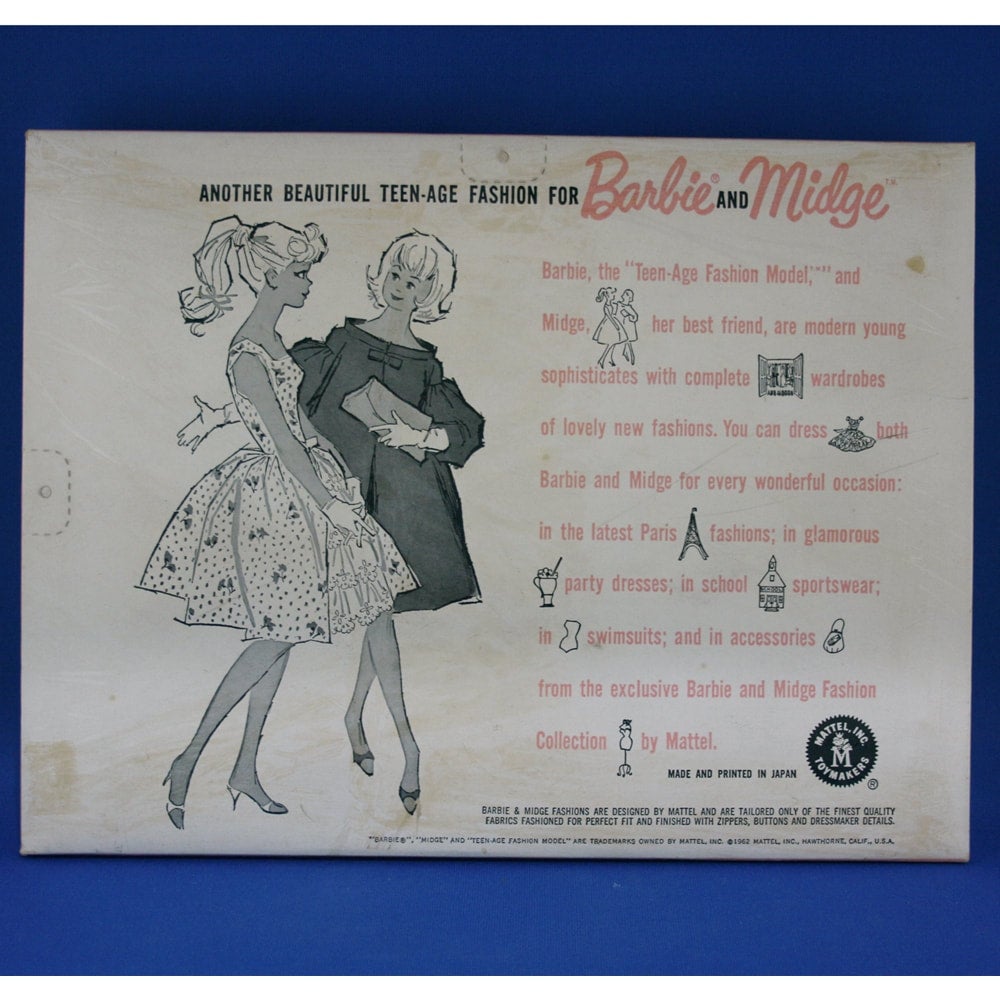 ANOTHER BEAUTIFUL TEEN-AGE FASHION FOR Barbie® AND Midge™
Barbie, the "Teen-Age Fashion Model,™" and
Midge, her best friend, are modern young
sophisticates with complete wardrobes
of lovely new fashions. You can dress both
Barbie and Midge for every wonderful occasion:
in the latest Paris fashions; in glamorous
party dresses; in school sportswear;
in swimsuits; and in accessories
from the exclusive Barbie and Midge Fashion
Collection by Mattel.
MATTEL, INC.
M
TOYMAKERS
®
MADE AND PRINTED IN JAPAN
BARBIE & MIDGE FASHIONS ARE DESIGNED BY MATTEL AND ARE TAILORED ONLY OF THE FINEST QUALITY
FABRICS FASHIONED FOR PERFECT FIT AND FINISHED WITH ZIPPERS, BUTTONS AND DRESSMAKER DETAILS.
"BARBIE®", "MIDGE" AND "TEEN-AGE FASHION MODEL" ARE TRADEMARKS OWNED BY MATTEL, INC. ©1962 MATTEL, INC., HAWTHORNE, CALIF., U.S.A.